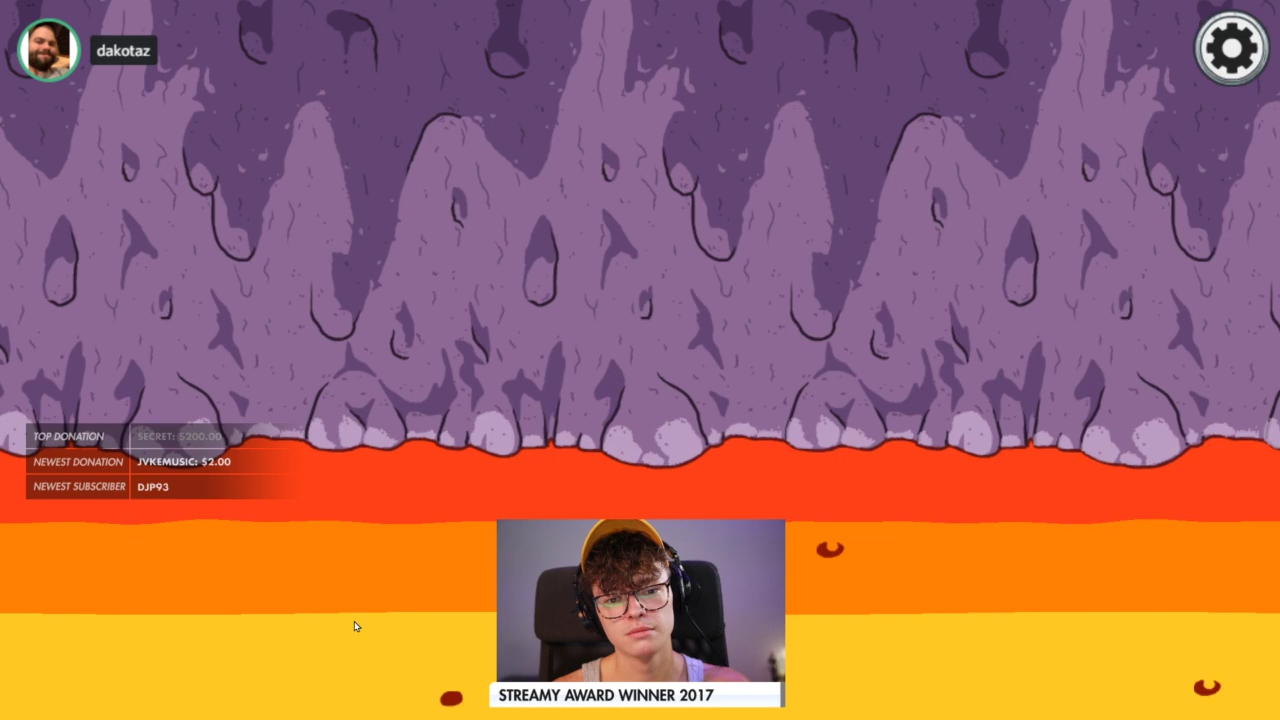 dakotaz
TOP DONATION SECRET: $200.00
NEWEST DONATION JVKEMUSIC: $2.00
NEWEST SUBSCRIBER DJP93
STREAMY AWARD WINNER 2017